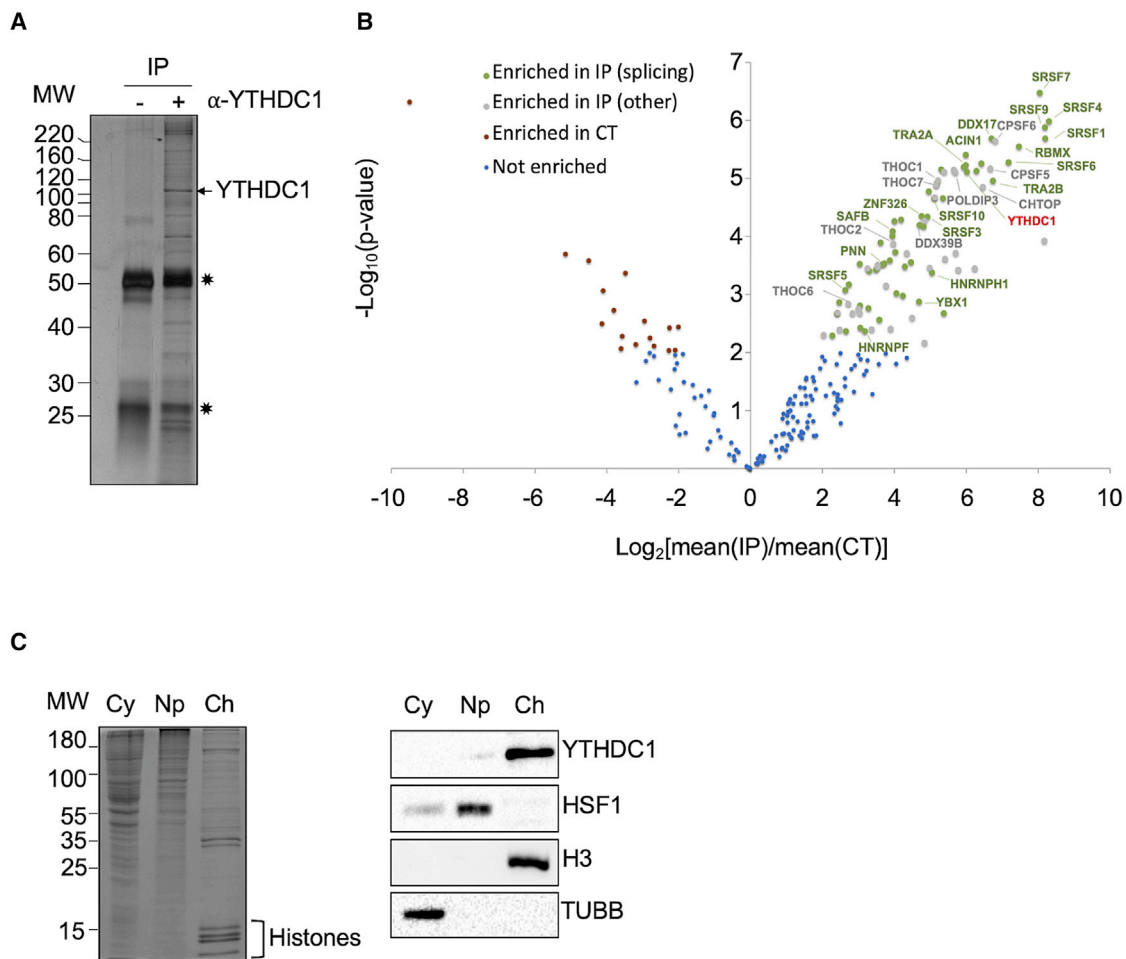 A
IP
MW - + α-YTHDC1
220
160
120
100
80
60
50
40
30
25
YTHDC1
B
Enriched in IP (splicing)
Enriched in IP (other)
Enriched in CT
Not enriched
7
6
5
4
3
2
1
-Log10(p-value)
-10 -8 -6 -4 -2 0 2 4 6 8 10
Log2[mean(IP)/mean(CT)]
SRSF7
SRSF9 SRSF4
DDX17 CPSF6 SRSF1
TRA2A ACIN1 RBMX
THOC1 SRSF6
THOC7 CPSF5
TRA2B
POLDIP3 CHTOP
ZNF326 YTHDC1
SAFB SRSF10
THOC2 SRSF3
PNN DDX39B
SRSF5 HNRNPH1
THOC6 YBX1
HNRNPF
C
MW Cy Np Ch
180
100
55
35
25
15
Histones
Cy Np Ch
YTHDC1
HSF1
H3
TUBB